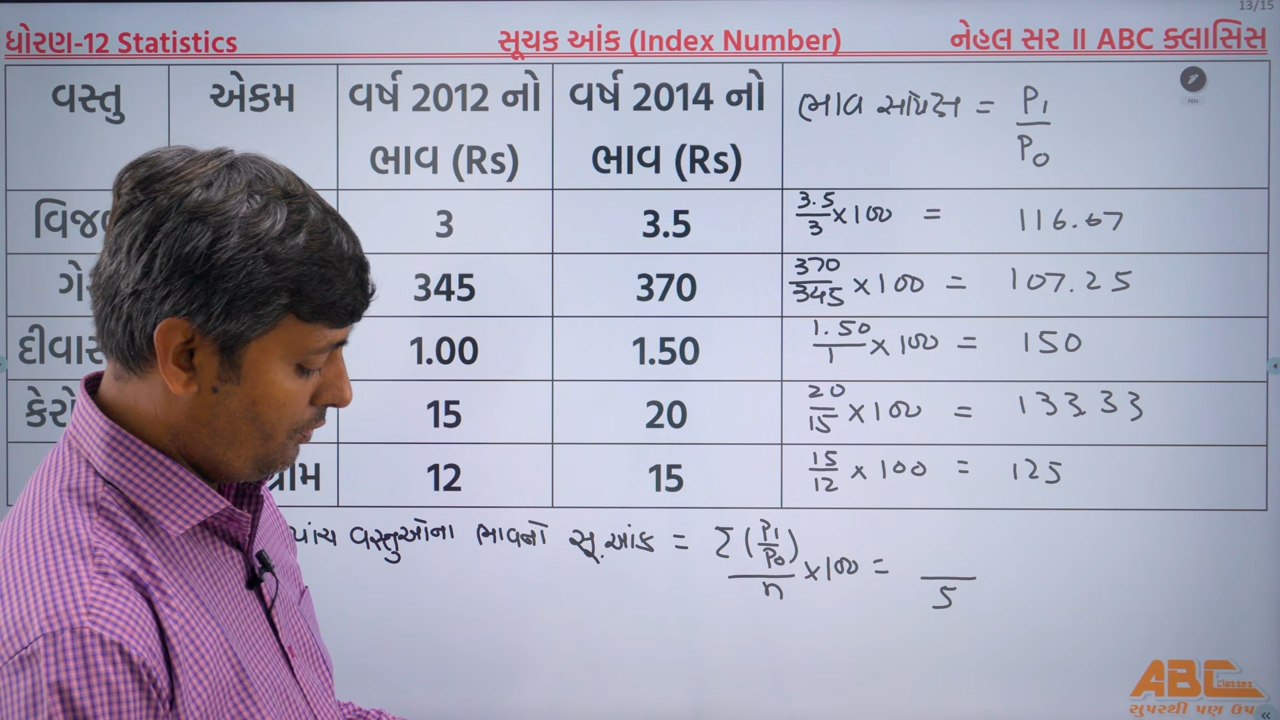 13/15
ધોરણ-12 Statistics સૂચક આંક (Index Number) નેહલ સર II ABC ક્લાસિસ
વસ્તુ એકમ વર્ષ 2012 નો ભાવ (Rs) વર્ષ 2014 નો ભાવ (Rs) ભાવ સાપેક્ષ = P1/P0
3 3.5 3.5/3 × 100 = 116.67
345 370 370/345 × 100 = 107.25
1.00 1.50 1.50/1 × 100 = 150
15 20 20/15 × 100 = 133.33
12 15 15/12 × 100 = 125
પાંચ વસ્તુઓના ભાવનો સૂ.આંક = Σ(P1/P0)/n × 100 = /5
PEN
ABC Classes
સુપરથી પણ ઉપ